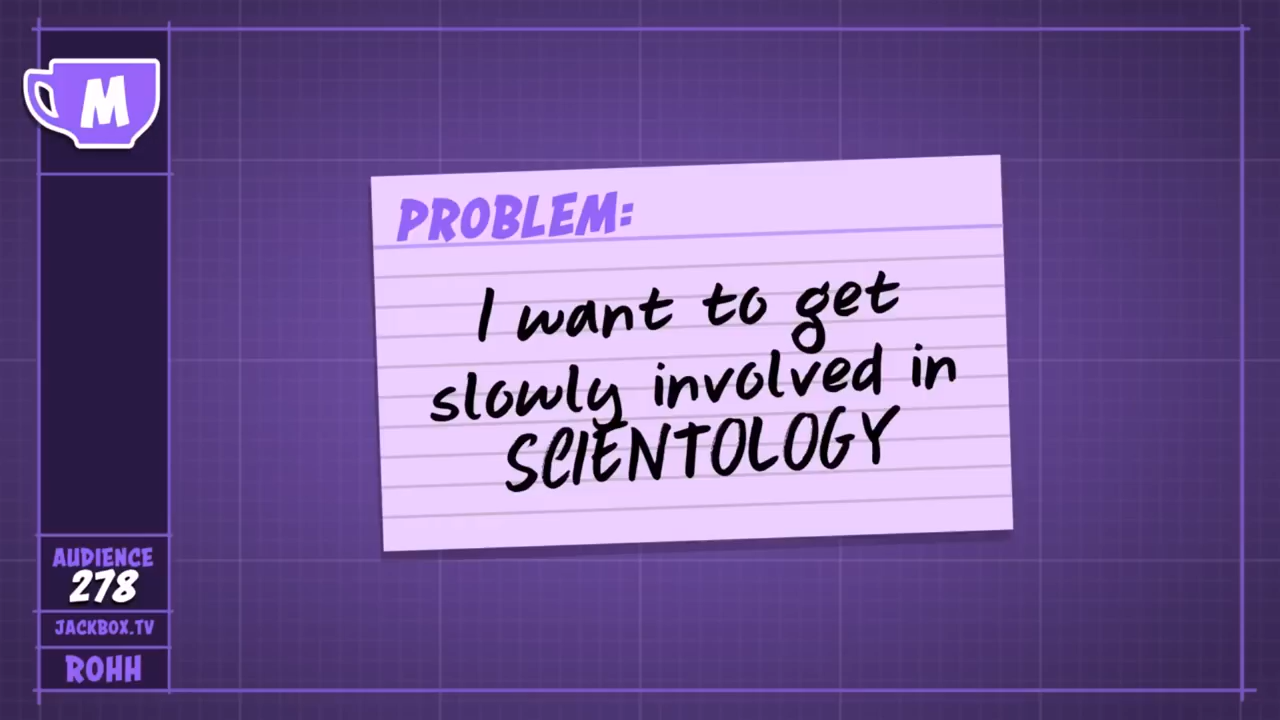 M
PROBLEM:
I want to get
slowly involved in
SCIENTOLOGY
AUDIENCE
278
JACKBOX.TV
ROHH